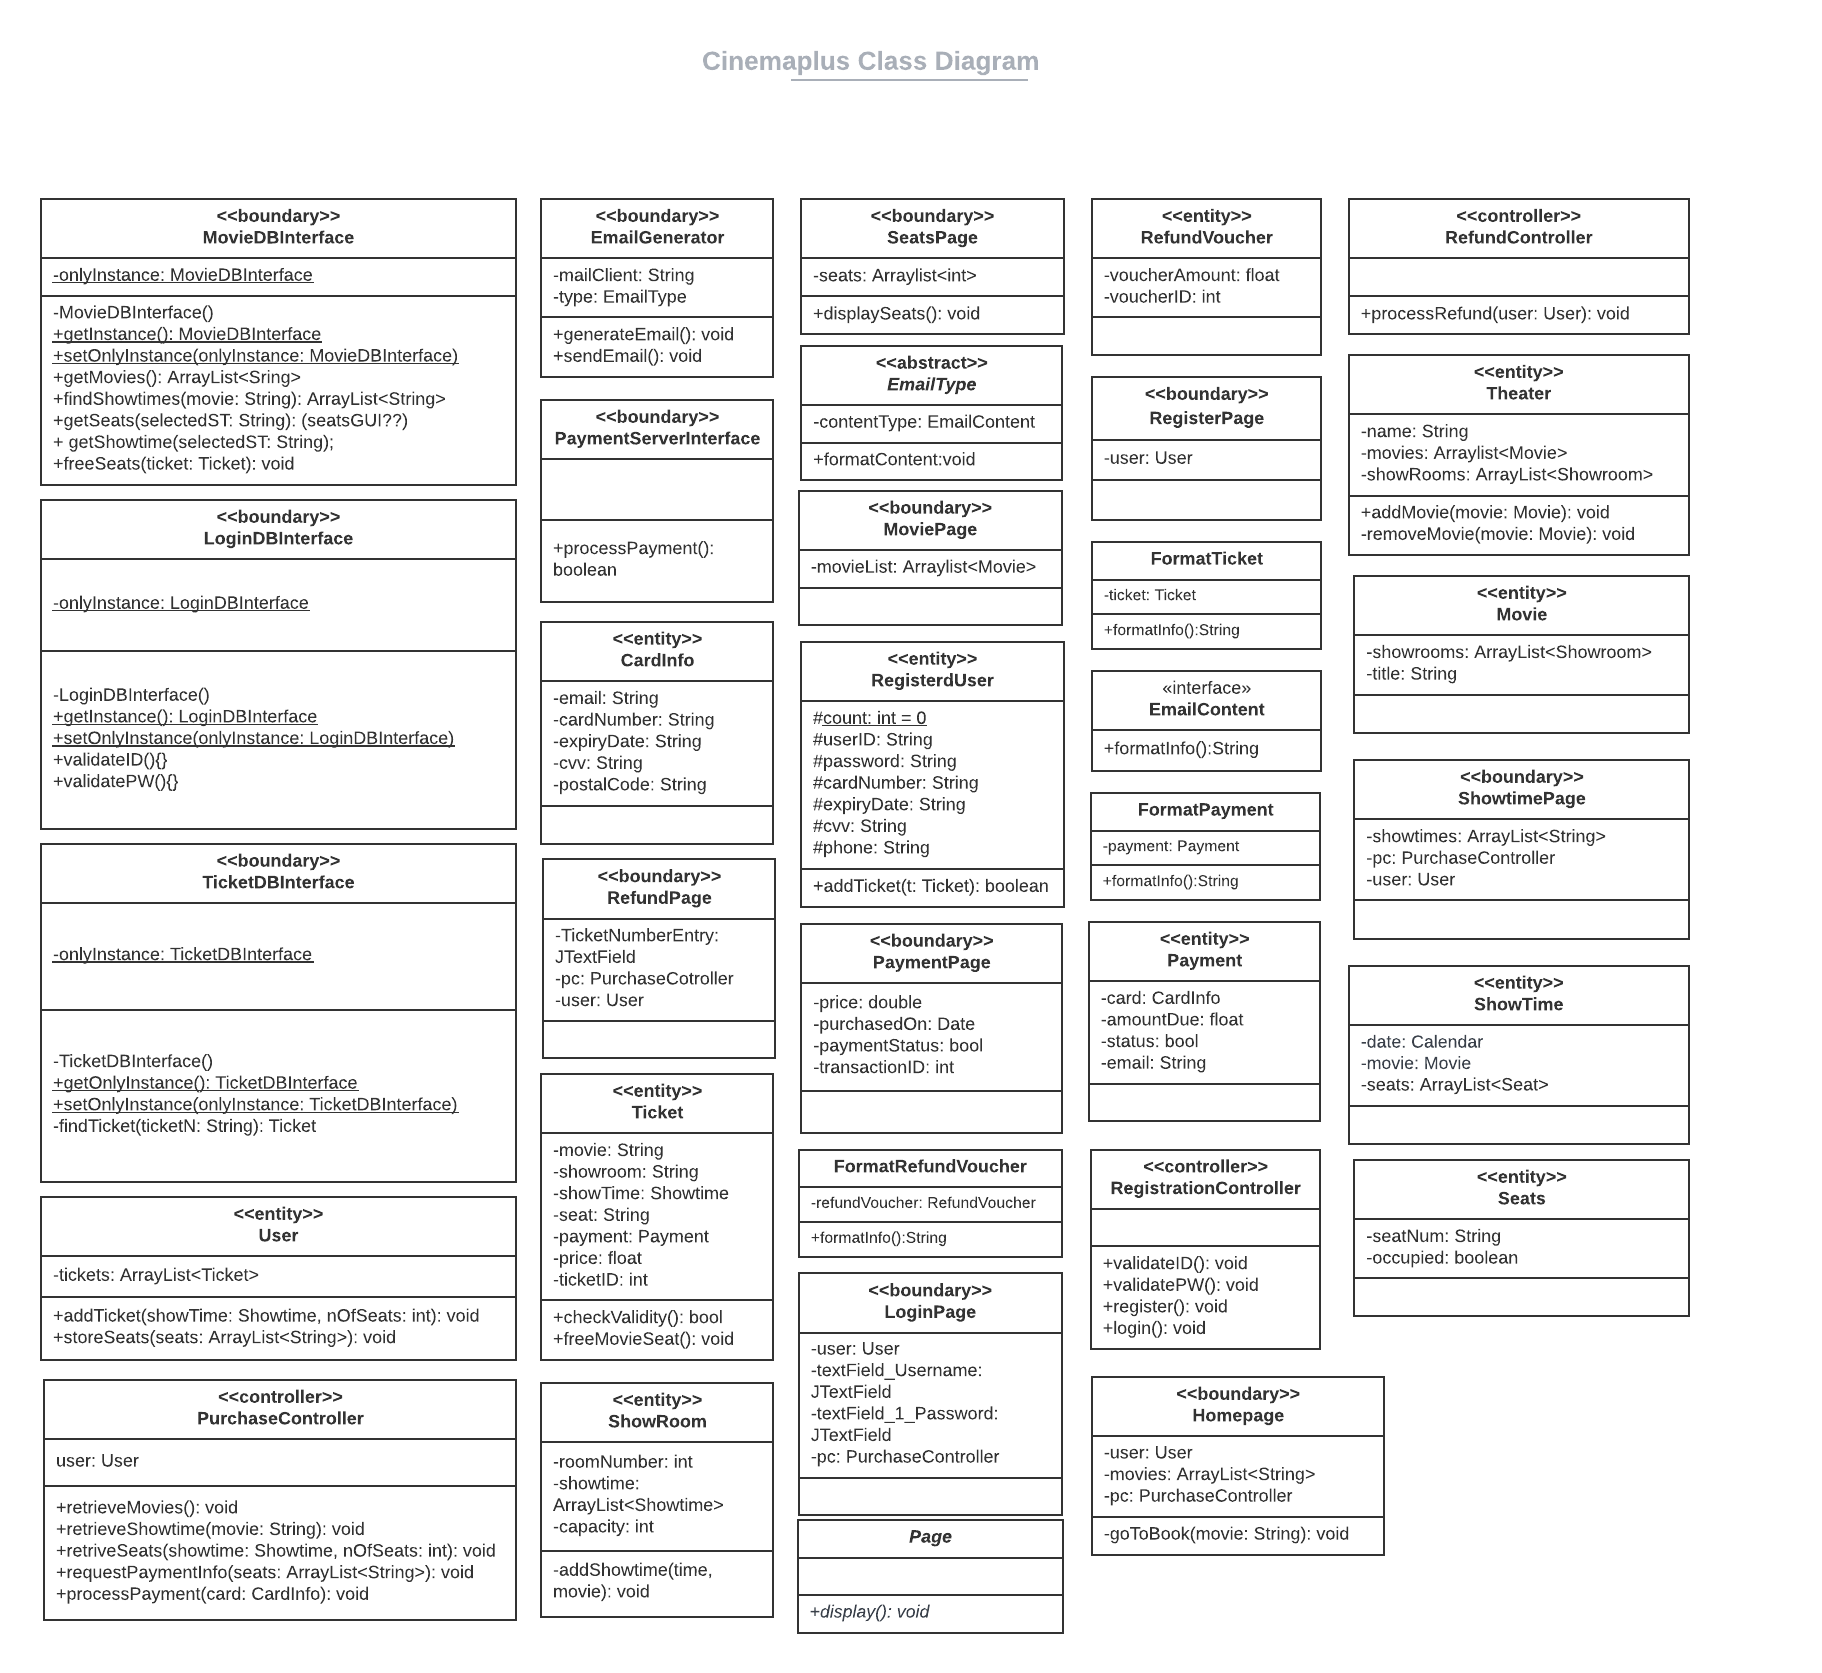 Cinemaplus Class Diagram
<<boundary>>
MovieDBInterface
-onlyInstance: MovieDBInterface
-MovieDBInterface()
+getInstance(): MovieDBInterface
+setOnlyInstance(onlyInstance: MovieDBInterface)
+getMovies(): ArrayList<Sring>
+findShowtimes(movie: String): ArrayList<String>
+getSeats(selectedST: String): (seatsGUI??)
+ getShowtime(selectedST: String);
+freeSeats(ticket: Ticket): void
<<boundary>>
LoginDBInterface
-onlyInstance: LoginDBInterface
-LoginDBInterface()
+getInstance(): LoginDBInterface
+setOnlyInstance(onlyInstance: LoginDBInterface)
+validateID(){}
+validatePW(){}
<<boundary>>
TicketDBInterface
-onlyInstance: TicketDBInterface
-TicketDBInterface()
+getOnlyInstance(): TicketDBInterface
+setOnlyInstance(onlyInstance: TicketDBInterface)
-findTicket(ticketN: String): Ticket
<<entity>>
User
-tickets: ArrayList<Ticket>
+addTicket(showTime: Showtime, nOfSeats: int): void
+storeSeats(seats: ArrayList<String>): void
<<controller>>
PurchaseController
user: User
+retrieveMovies(): void
+retrieveShowtime(movie: String): void
+retriveSeats(showtime: Showtime, nOfSeats: int): void
+requestPaymentInfo(seats: ArrayList<String>): void
+processPayment(card: CardInfo): void
<<boundary>>
EmailGenerator
-mailClient: String
-type: EmailType
+generateEmail(): void
+sendEmail(): void
<<boundary>>
PaymentServerInterface
+processPayment():
boolean
<<entity>>
CardInfo
-email: String
-cardNumber: String
-expiryDate: String
-cvv: String
-postalCode: String
<<boundary>>
RefundPage
-TicketNumberEntry:
JTextField
-pc: PurchaseCotroller
-user: User
<<entity>>
Ticket
-movie: String
-showroom: String
-showTime: Showtime
-seat: String
-payment: Payment
-price: float
-ticketID: int
+checkValidity(): bool
+freeMovieSeat(): void
<<entity>>
ShowRoom
-roomNumber: int
-showtime:
ArrayList<Showtime>
-capacity: int
-addShowtime(time,
movie): void
<<boundary>>
SeatsPage
-seats: Arraylist<int>
+displaySeats(): void
<<abstract>>
EmailType
-contentType: EmailContent
+formatContent:void
<<boundary>>
MoviePage
-movieList: Arraylist<Movie>
<<entity>>
RegisterdUser
#count: int = 0
#userID: String
#password: String
#cardNumber: String
#expiryDate: String
#cvv: String
#phone: String
+addTicket(t: Ticket): boolean
<<boundary>>
PaymentPage
-price: double
-purchasedOn: Date
-paymentStatus: bool
-transactionID: int
FormatRefundVoucher
-refundVoucher: RefundVoucher
+formatInfo():String
<<boundary>>
LoginPage
-user: User
-textField_Username:
JTextField
-textField_1_Password:
JTextField
-pc: PurchaseController
Page
+display(): void
<<entity>>
RefundVoucher
-voucherAmount: float
-voucherID: int
<<boundary>>
RegisterPage
-user: User
FormatTicket
-ticket: Ticket
+formatInfo():String
«interface»
EmailContent
+formatInfo():String
FormatPayment
-payment: Payment
+formatInfo():String
<<entity>>
Payment
-card: CardInfo
-amountDue: float
-status: bool
-email: String
<<controller>>
RegistrationController
+validateID(): void
+validatePW(): void
+register(): void
+login(): void
<<boundary>>
Homepage
-user: User
-movies: ArrayList<String>
-pc: PurchaseController
-goToBook(movie: String): void
<<controller>>
RefundController
+processRefund(user: User): void
<<entity>>
Theater
-name: String
-movies: Arraylist<Movie>
-showRooms: ArrayList<Showroom>
+addMovie(movie: Movie): void
-removeMovie(movie: Movie): void
<<entity>>
Movie
-showrooms: ArrayList<Showroom>
-title: String
<<boundary>>
ShowtimePage
-showtimes: ArrayList<String>
-pc: PurchaseController
-user: User
<<entity>>
ShowTime
-date: Calendar
-movie: Movie
-seats: ArrayList<Seat>
<<entity>>
Seats
-seatNum: String
-occupied: boolean